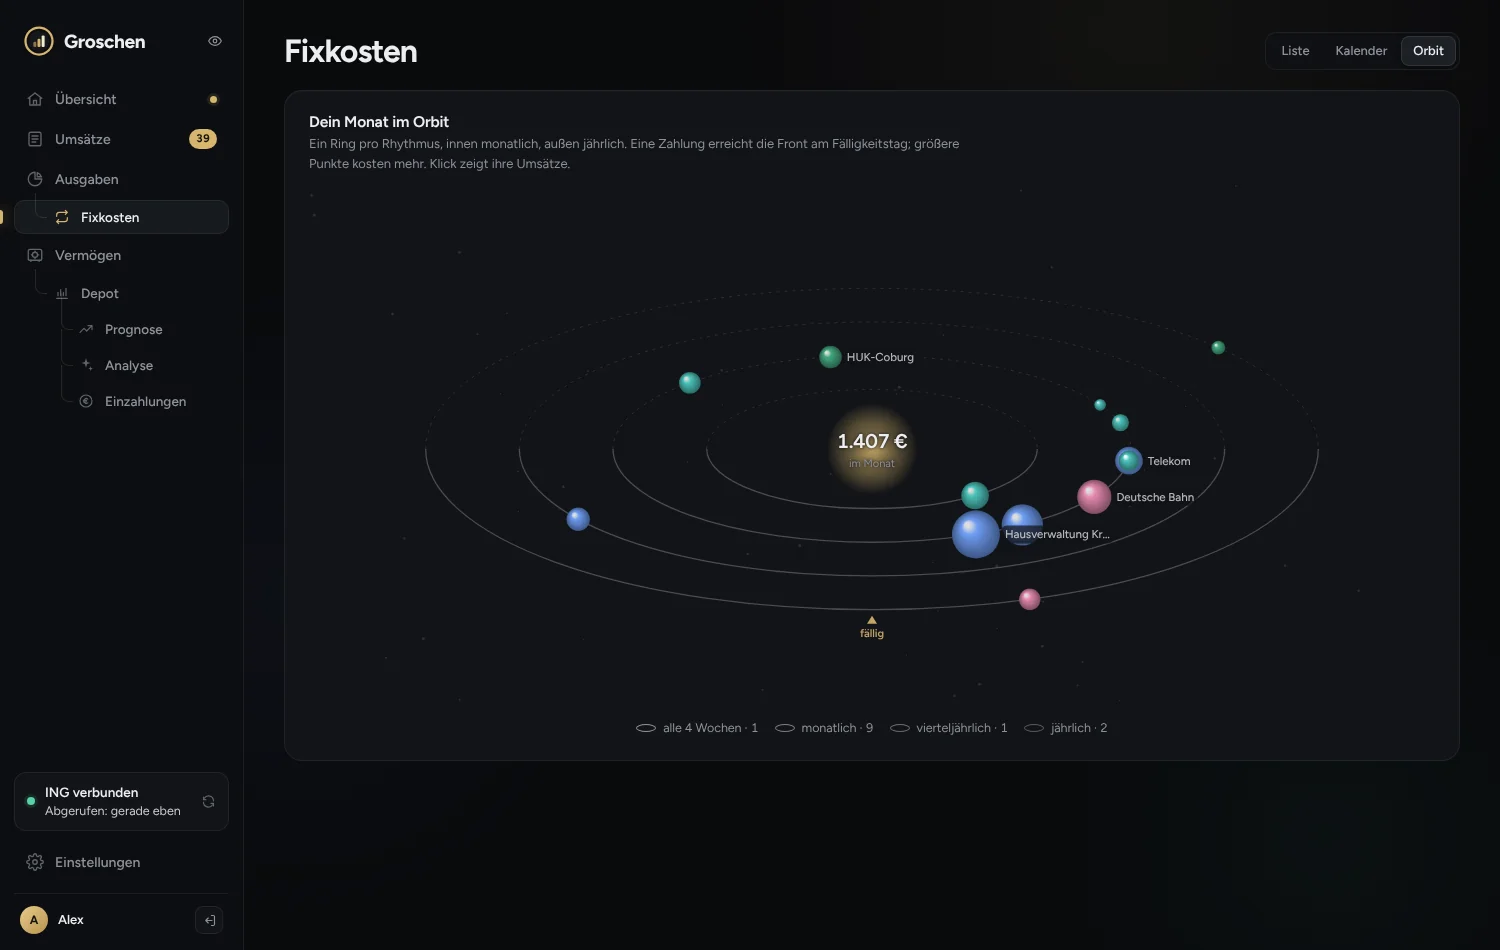 Groschen
Übersicht
Umsätze 39
Ausgaben
Fixkosten
Vermögen
Depot
Prognose
Analyse
Einzahlungen
ING verbunden
Abgerufen: gerade eben
Einstellungen
A Alex
Fixkosten
Liste Kalender Orbit
Dein Monat im Orbit
Ein Ring pro Rhythmus, innen monatlich, außen jährlich. Eine Zahlung erreicht die Front am Fälligkeitstag; größere
Punkte kosten mehr. Klick zeigt ihre Umsätze.
HUK-Coburg
1.407 €
im Monat
Telekom
Deutsche Bahn
Hausverwaltung Kr...
fällig
alle 4 Wochen · 1 monatlich · 9 vierteljährlich · 1 jährlich · 2